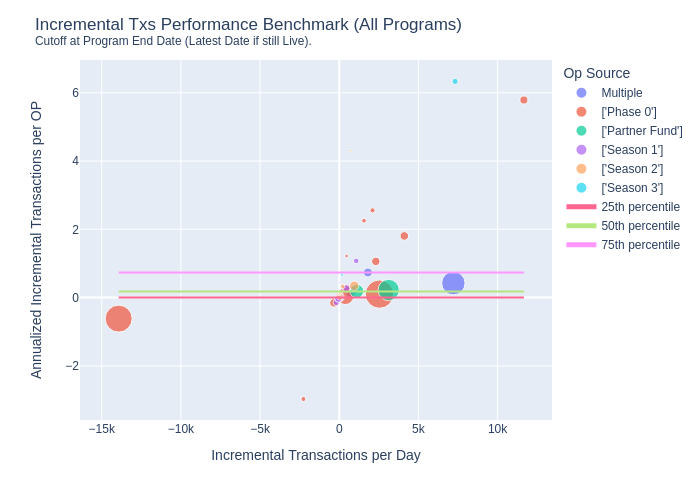 Incremental Txs Performance Benchmark (All Programs)
Cutoff at Program End Date (Latest Date if still Live).
Annualized Incremental Transactions per OP
6
4
2
0
−2
−15k
−10k
−5k
0
5k
10k
Incremental Transactions per Day
Op Source
Multiple
['Phase 0']
['Partner Fund']
['Season 1']
['Season 2']
['Season 3']
25th percentile
50th percentile
75th percentile